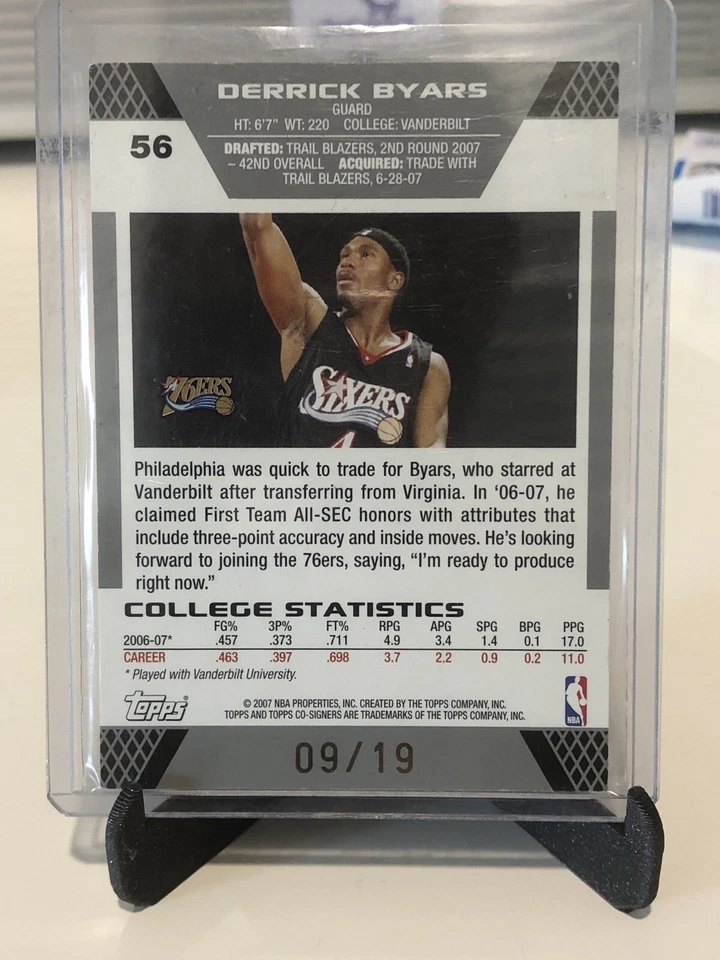 DERRICK BYARS
GUARD
HT: 6'7" WT: 220 COLLEGE: VANDERBILT
56
DRAFTED: TRAIL BLAZERS, 2ND ROUND 2007
– 42ND OVERALL ACQUIRED: TRADE WITH
TRAIL BLAZERS, 6-28-07
76ERS
SIXERS
4
Philadelphia was quick to trade for Byars, who starred at
Vanderbilt after transferring from Virginia. In '06-07, he
claimed First Team All-SEC honors with attributes that
include three-point accuracy and inside moves. He's looking
forward to joining the 76ers, saying, "I'm ready to produce
right now."
COLLEGE STATISTICS
FG% 3P% FT% RPG APG SPG BPG PPG
2006-07* .457 .373 .711 4.9 3.4 1.4 0.1 17.0
CAREER .463 .397 .698 3.7 2.2 0.9 0.2 11.0
* Played with Vanderbilt University.
Topps
© 2007 NBA PROPERTIES, INC. CREATED BY THE TOPPS COMPANY, INC.
TOPPS AND TOPPS CO-SIGNERS ARE TRADEMARKS OF THE TOPPS COMPANY, INC.
NBA
09/19